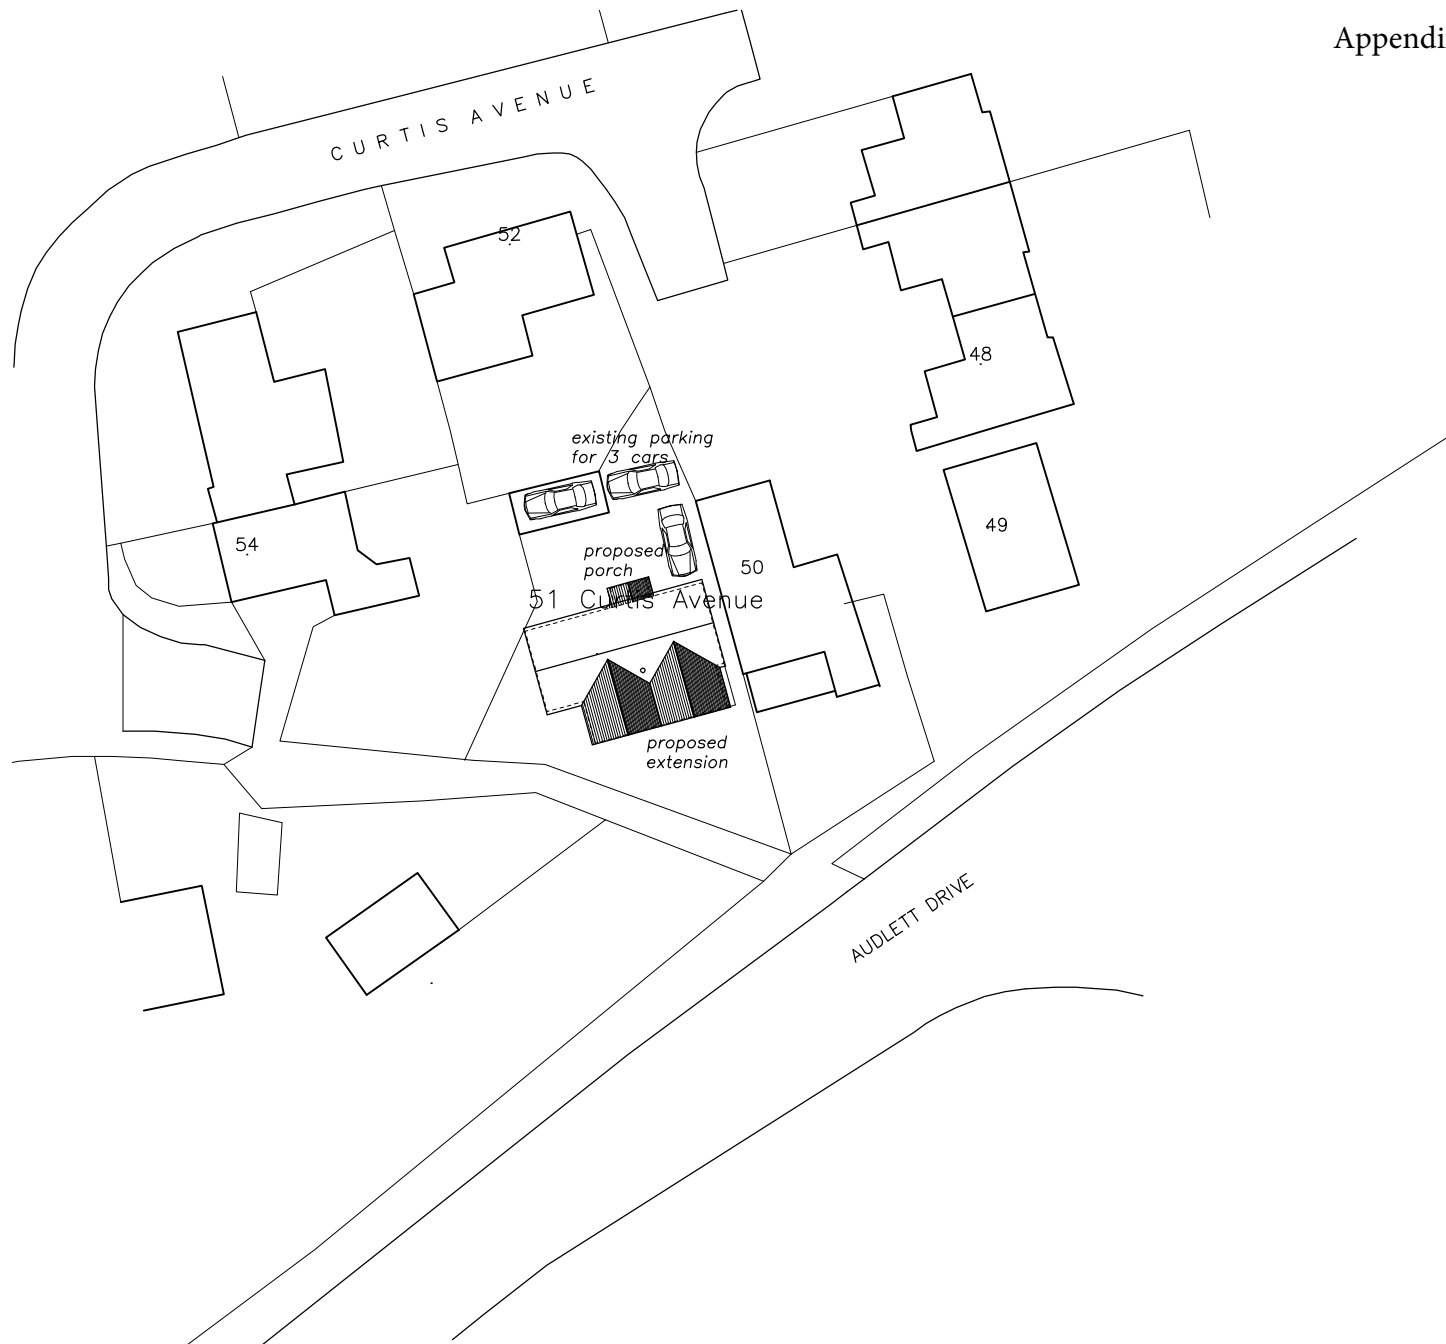 Appendi
CURTIS AVENUE
52
48
existing parking
for 3 cars
49
54
proposed
porch
50
51 Curtis Avenue
proposed
extension
AUDLETT DRIVE